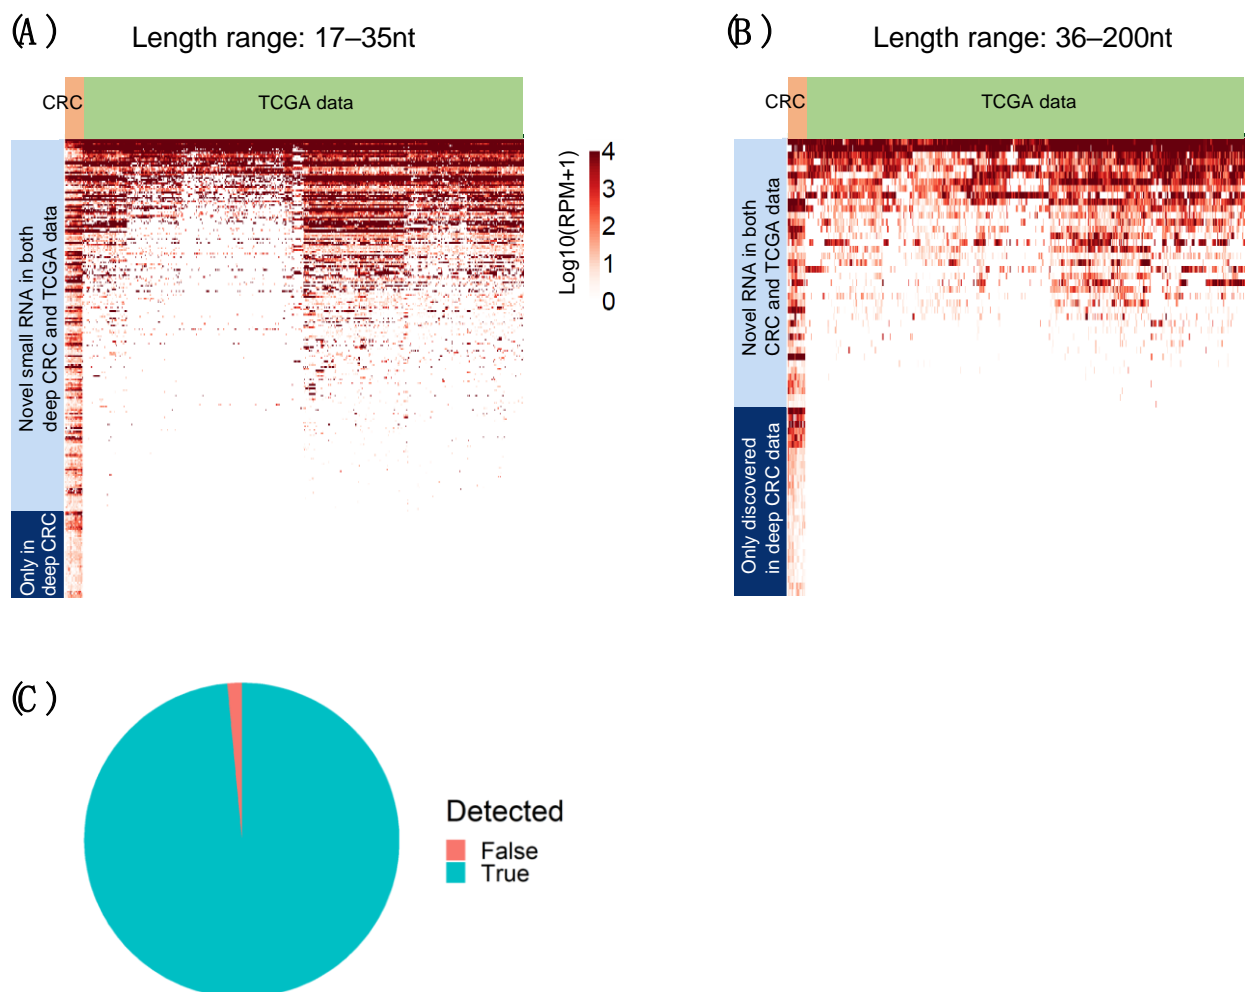 (A)
Length range: 17–35nt
CRC
TCGA data
Novel small RNA in both
deep CRC and TCGA data
Only in
deep CRC
Log10(RPM+1)
4
3
2
1
0
(B)
Length range: 36–200nt
CRC
TCGA data
Novel RNA in both
CRC and TCGA data
Only discovered
in deep CRC data
(C)
Detected
False
True